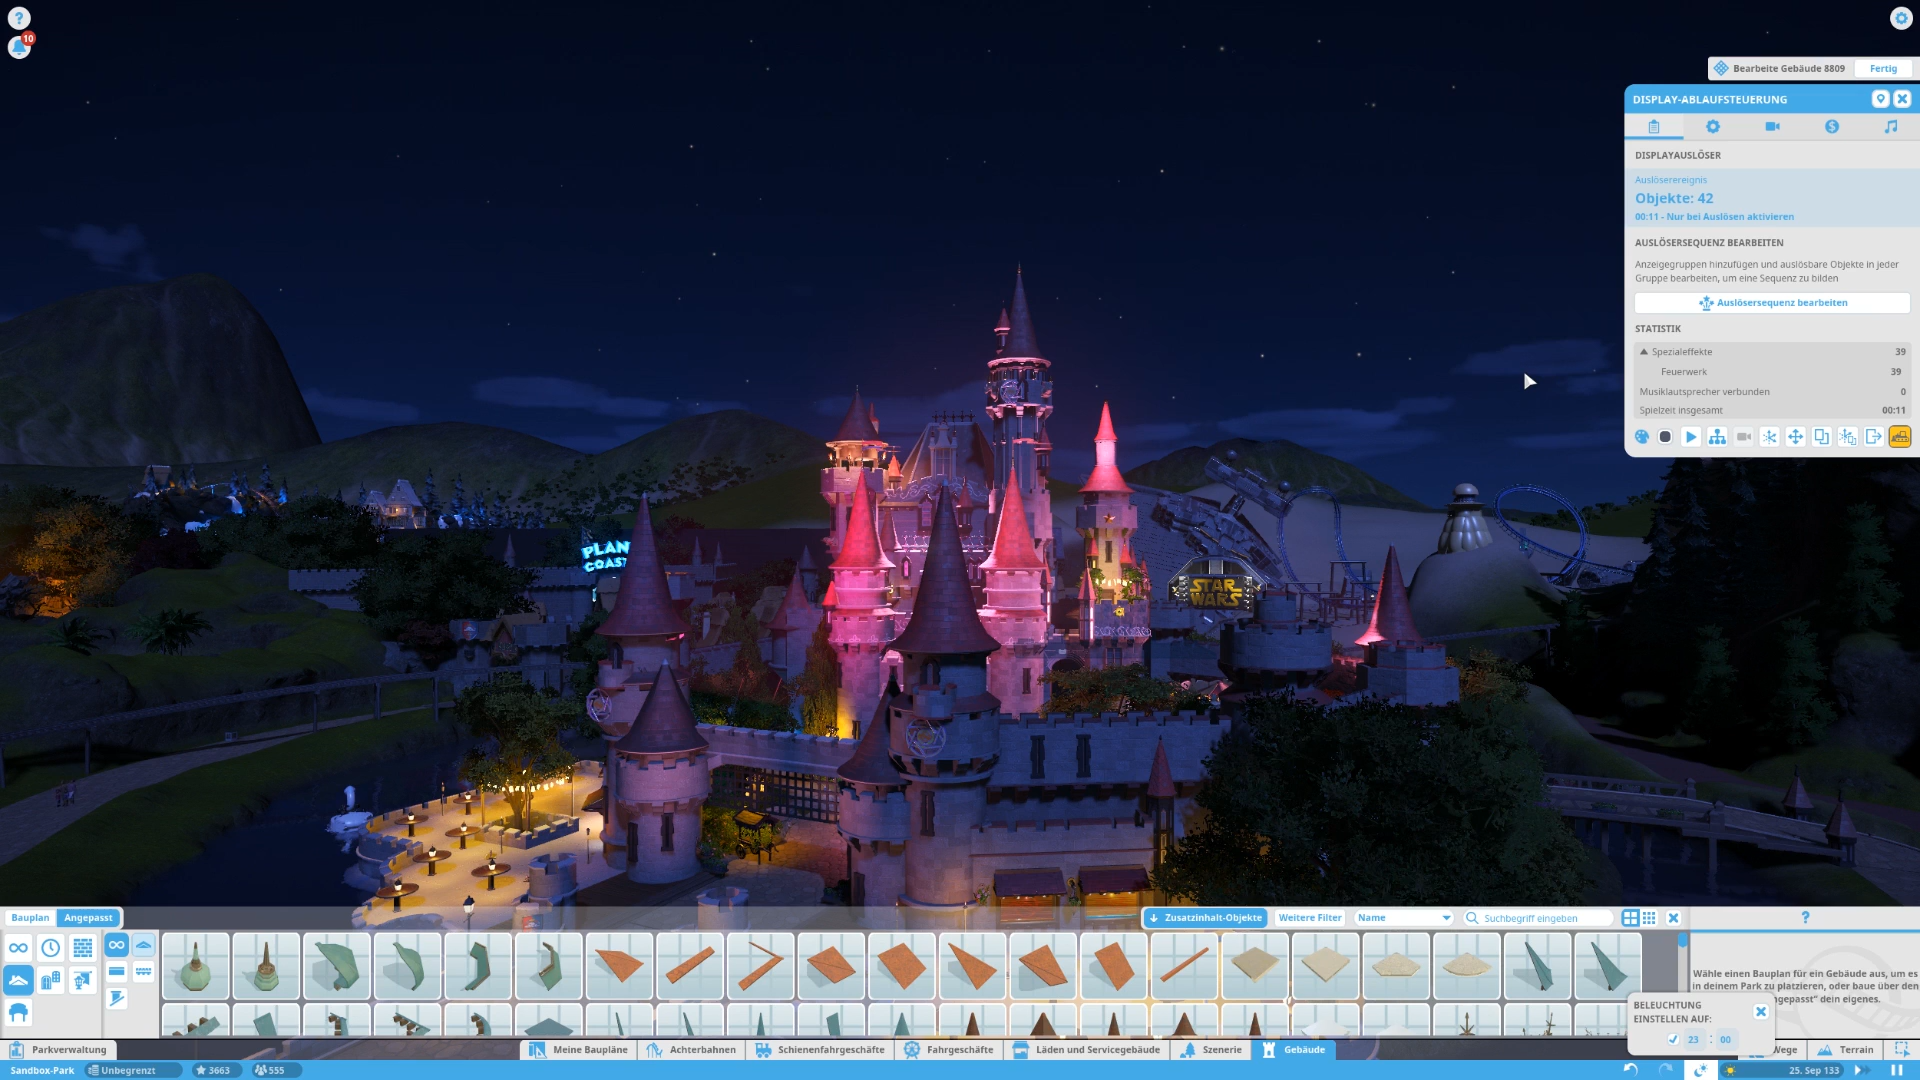 ?
10
Bearbeite Gebäude 8809
Fertig
DISPLAY-ABLAUFSTEUERUNG
DISPLAYAUSLÖSER
Auslöserereignis
Objekte: 42
00:11 - Nur bei Auslösen aktivieren
AUSLÖSERSEQUENZ BEARBEITEN
Anzeigegruppen hinzufügen und auslösbare Objekte in jeder
Gruppe bearbeiten, um eine Sequenz zu bilden
Auslösersequenz bearbeiten
STATISTIK
Spezialeffekte 39
Feuerwerk 39
Musiklautsprecher verbunden 0
Spielzeit insgesamt 00:11
PLAN
COAST
STAR
WARS
Bauplan Angepasst
Zusatzinhalt-Objekte Weitere Filter Name Suchbegriff eingeben
?
Wähle einen Bauplan für ein Gebäude aus, um es
in deinem Park zu platzieren, oder baue über den
ngepasst" dein eigenes.
BELEUCHTUNG
EINSTELLEN AUF:
23 : 00
Parkverwaltung Meine Baupläne Achterbahnen Schienenfahrgeschäfte Fahrgeschäfte Läden und Servicegebäude Szenerie Gebäude Wege Terrain
Sandbox-Park Unbegrenzt 3663 555 25. Sep 133